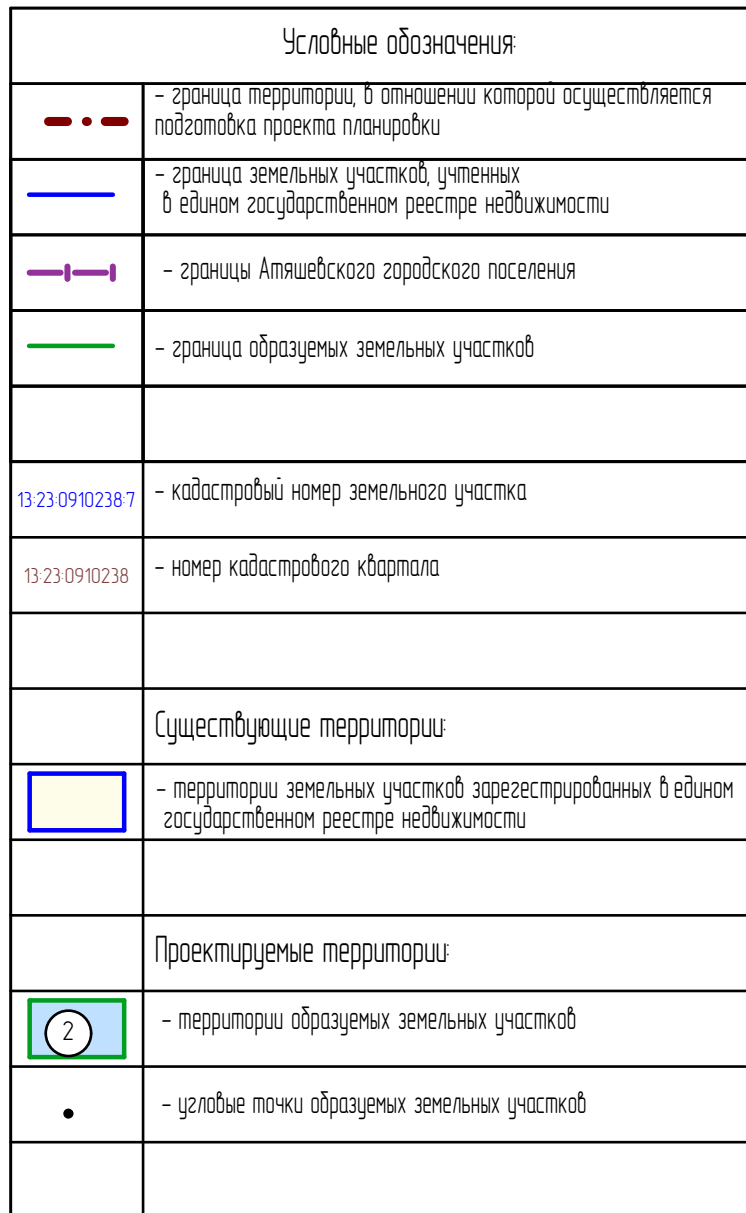 Условные обозначения:
– граница территории, в отношении которой осуществляется
подготовка проекта планировки
– граница земельных участков, учтенных
в едином государственном реестре недвижимости
– границы Атяшевского городского поселения
– граница образуемых земельных участков
13:23:0910238:7 – кадастровый номер земельного участка
13:23:0910238 – номер кадастрового квартала
Существующие территории:
– территории земельных участков зарегестрированных в едином
государственном реестре недвижимости
Проектируемые территории:
2 – территории образуемых земельных участков
– угловые точки образуемых земельных участков